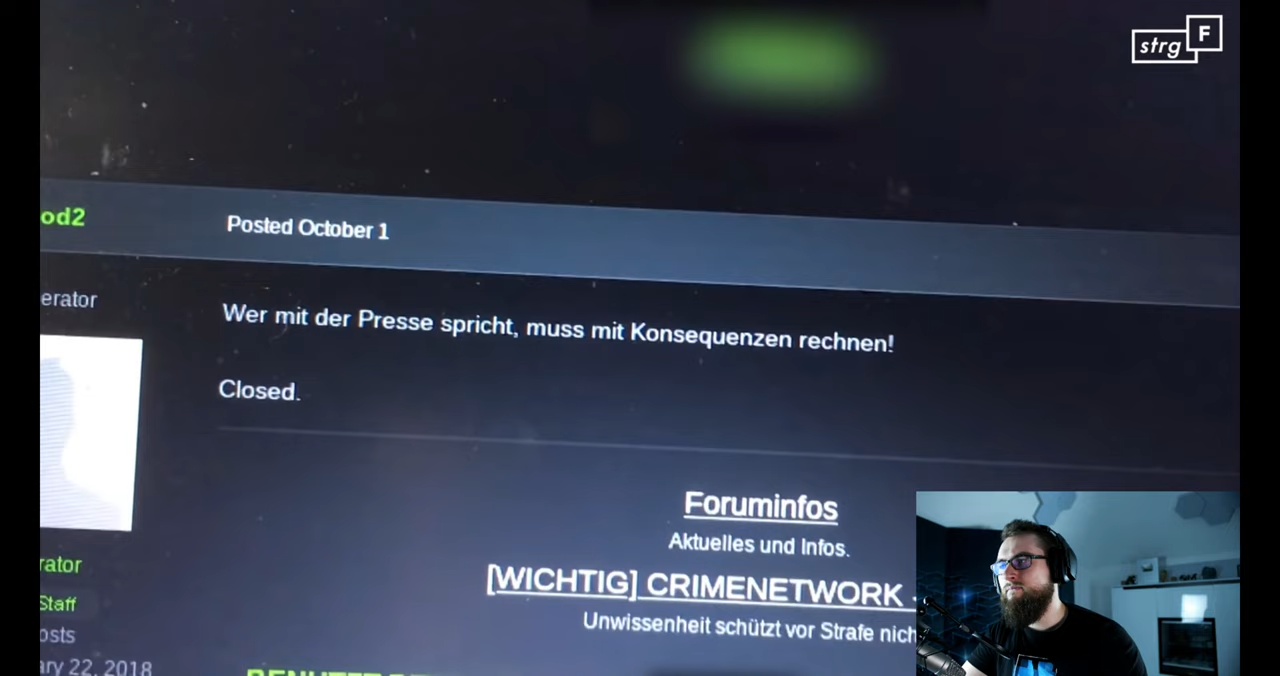 strg F
od2
Posted October 1
erator
Wer mit der Presse spricht, muss mit Konsequenzen rechnen!
Closed.
Foruminfos
Aktuelles und Infos.
[WICHTIG] CRIMENETWORK -
Unwissenheit schützt vor Strafe nich
rator
Staff
osts
ary 22, 2018